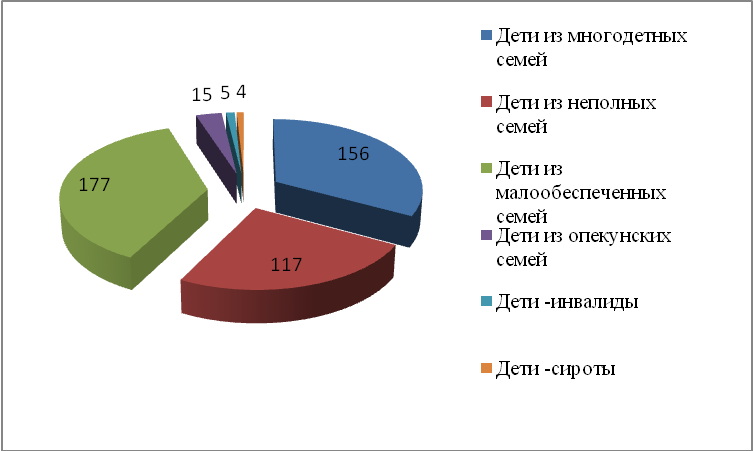 156
117
177
15
5
4
Дети из многодетных
семей
Дети из неполных
семей
Дети из
малообеспеченных
семей
Дети из опекунских
семей
Дети -инвалиды
Дети -сироты